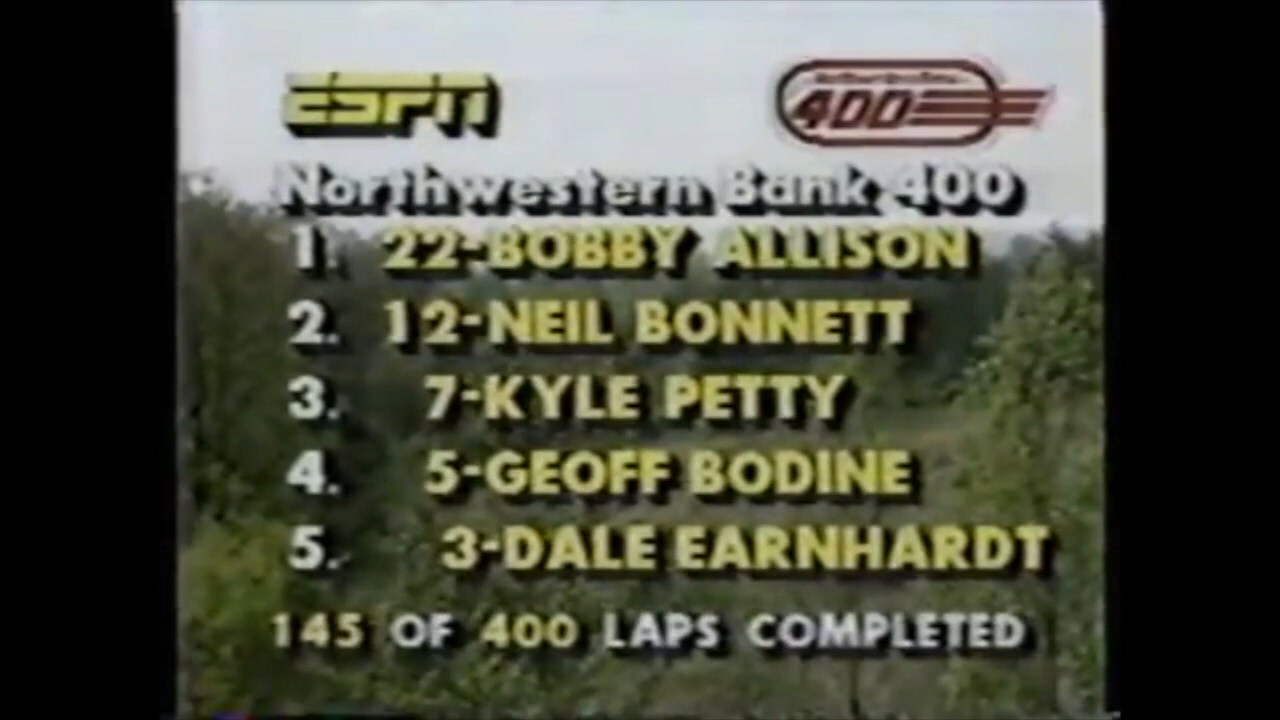 ESPN
400
Northwestern Bank 400
1. 22-BOBBY ALLISON
2. 12-NEIL BONNETT
3. 7-KYLE PETTY
4. 5-GEOFF BODINE
5. 3-DALE EARNHARDT
145 OF 400 LAPS COMPLETED